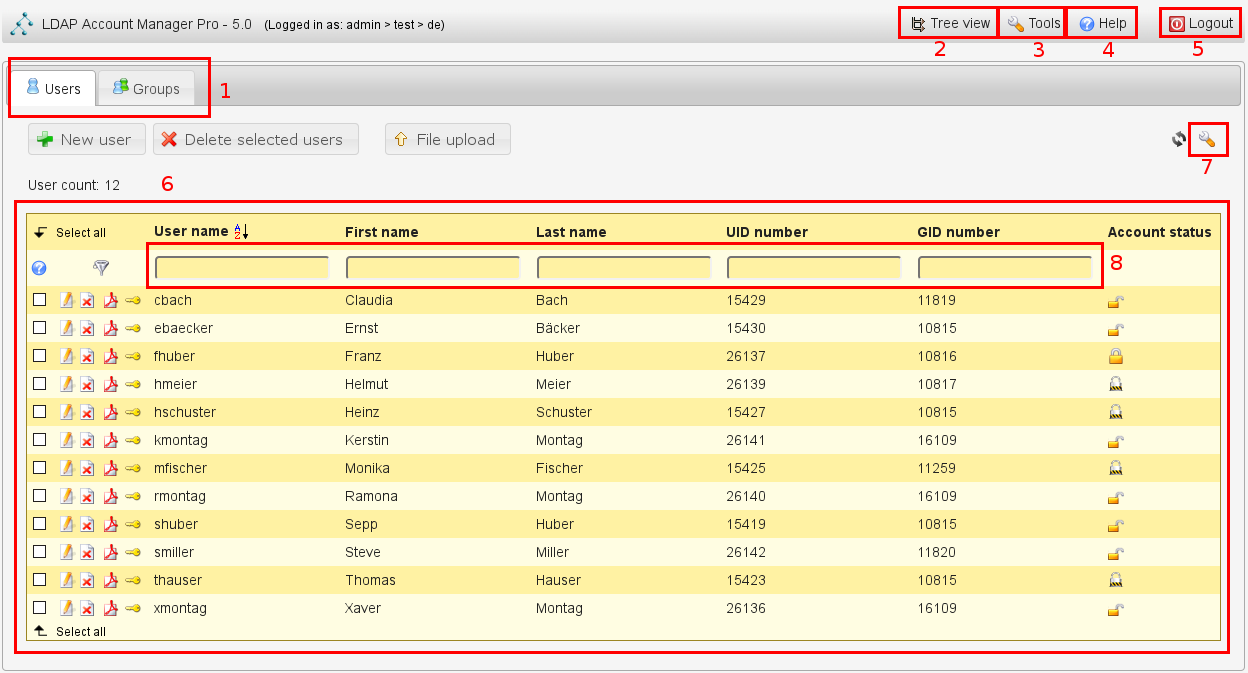 LDAP Account Manager Pro - 5.0 (Logged in as: admin > test > de) Tree view Tools Help Logout
2 3 4 5
Users Groups 1
New user Delete selected users File upload
7
User count: 12 6
Select all User name First name Last name UID number GID number Account status
8
cbach Claudia Bach 15429 11819
ebaecker Ernst Bäcker 15430 10815
fhuber Franz Huber 26137 10816
hmeier Helmut Meier 26139 10817
hschuster Heinz Schuster 15427 10815
kmontag Kerstin Montag 26141 16109
mfischer Monika Fischer 15425 11259
rmontag Ramona Montag 26140 16109
shuber Sepp Huber 15419 10815
smiller Steve Miller 26142 11820
thauser Thomas Hauser 15423 10815
xmontag Xaver Montag 26136 16109
Select all